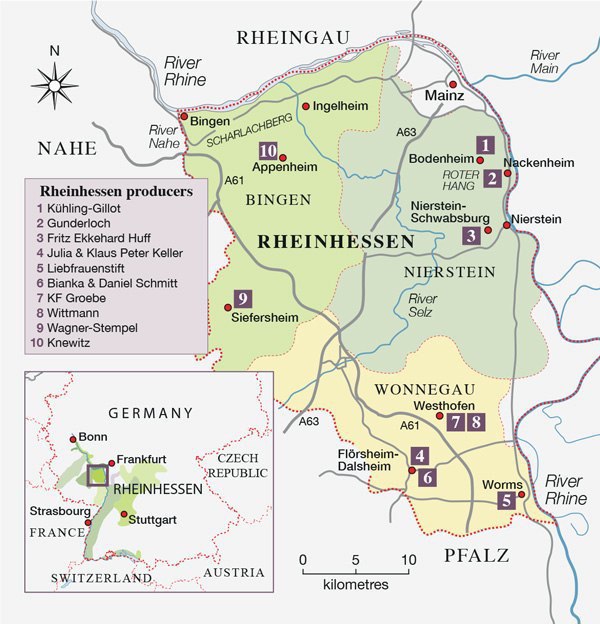 RHEINGAU
N
River
Rhine
River
Main
Mainz
Ingelheim
Bingen
SCHARLACHBERG
River
Nahe
A63
NAHE
10
Appenheim
1
Bodenheim
Nackenheim
ROTER
HANG
2
A61
BINGEN
Rheinhessen producers
1 Kühling-Gillot
2 Gunderloch
3 Fritz Ekkehard Huff
4 Julia & Klaus Peter Keller
5 Liebfrauenstift
6 Bianka & Daniel Schmitt
7 KF Groebe
8 Wittmann
9 Wagner-Stempel
10 Knewitz
Nierstein-
Schwabsburg
3
Nierstein
RHEINHESSEN
NIERSTEIN
9
Siefersheim
River
Selz
WONNEGAU
Westhofen
7 8
A63
A61
Flörsheim-
Dalsheim
4
6
Worms
5
River
Rhine
PFALZ
0 5 10
kilometres
GERMANY
Bonn
Frankfurt
CZECH
REPUBLIC
RHEINHESSEN
Strasbourg
FRANCE
Stuttgart
SWITZERLAND
AUSTRIA